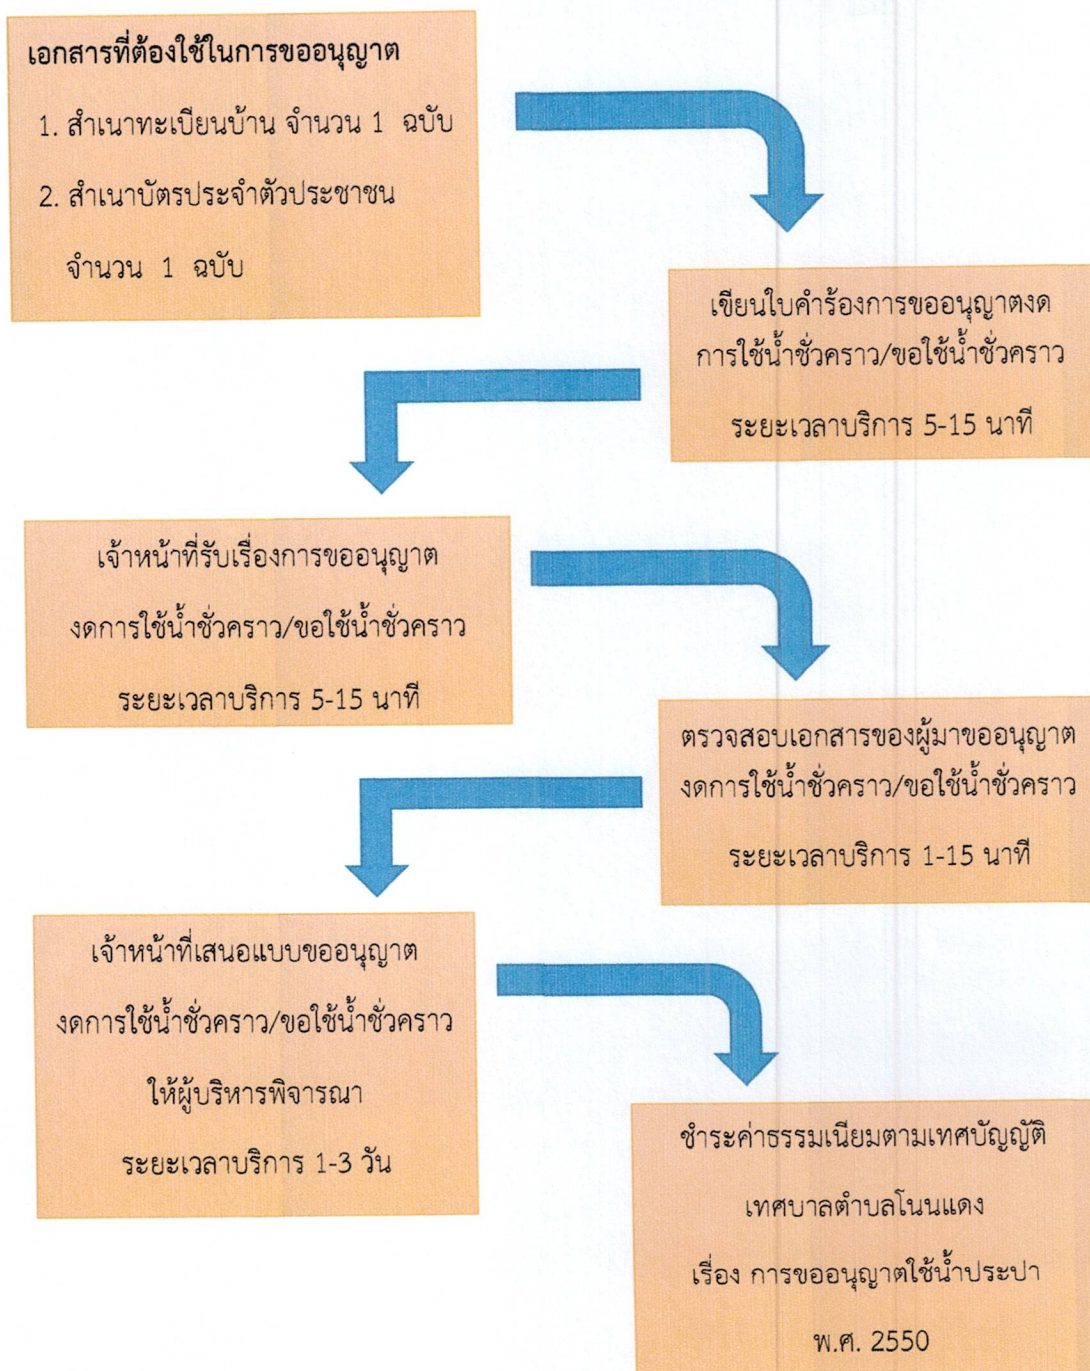 เอกสารที่ต้องใช้ในการขออนุญาต
1. สำเนาทะเบียนบ้าน จำนวน 1 ฉบับ
2. สำเนาบัตรประจำตัวประชาชน
จำนวน 1 ฉบับ
เขียนใบคำร้องการขออนุญาตงด
การใช้น้ำชั่วคราว/ขอใช้น้ำชั่วคราว
ระยะเวลาบริการ 5-15 นาที
เจ้าหน้าที่รับเรื่องการขออนุญาต
งดการใช้น้ำชั่วคราว/ขอใช้น้ำชั่วคราว
ระยะเวลาบริการ 5-15 นาที
ตรวจสอบเอกสารของผู้มาขออนุญาต
งดการใช้น้ำชั่วคราว/ขอใช้น้ำชั่วคราว
ระยะเวลาบริการ 1-15 นาที
เจ้าหน้าที่เสนอแบบขออนุญาต
งดการใช้น้ำชั่วคราว/ขอใช้น้ำชั่วคราว
ให้ผู้บริหารพิจารณา
ระยะเวลาบริการ 1-3 วัน
ชำระค่าธรรมเนียมตามเทศบัญญัติ
เทศบาลตำบลโนนแดง
เรื่อง การขออนุญาตใช้น้ำประปา
พ.ศ. 2550